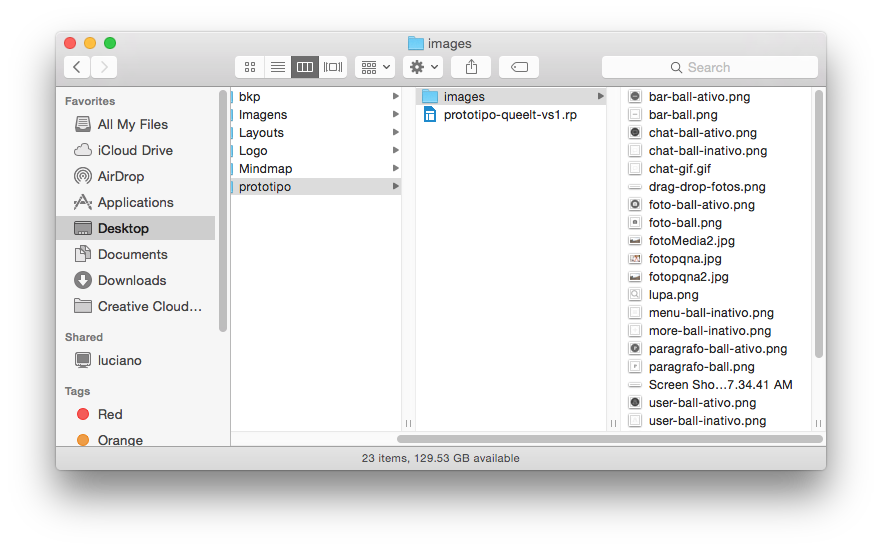 images
Search
Favorites
All My Files
iCloud Drive
AirDrop
Applications
Desktop
Documents
Downloads
Creative Cloud…
Shared
luciano
Tags
Red
Orange
bkp
Imagens
Layouts
Logo
Mindmap
prototipo
images
prototipo-queelt-vs1.rp
bar-ball-ativo.png
bar-ball.png
chat-ball-ativo.png
chat-ball-inativo.png
chat-gif.gif
drag-drop-fotos.png
foto-ball-ativo.png
foto-ball.png
fotoMedia2.jpg
fotopqna.jpg
fotopqna2.jpg
lupa.png
menu-ball-inativo.png
more-ball-inativo.png
paragrafo-ball-ativo.png
paragrafo-ball.png
Screen Sho...7.34.41 AM
user-ball-ativo.png
user-ball-inativo.png
23 items, 129.53 GB available